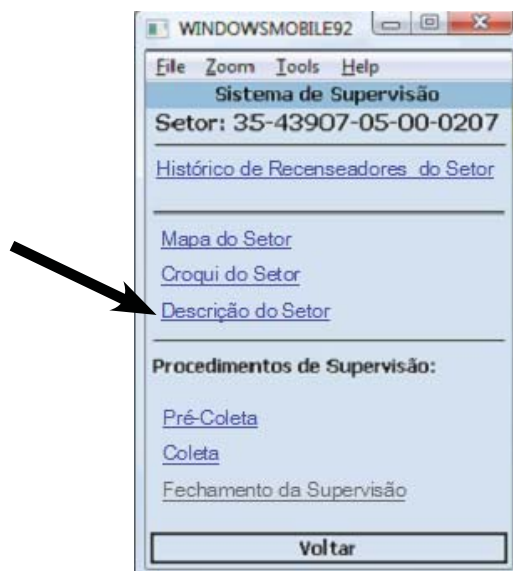 WINDOWSMOBILE92
File Zoom Tools Help
Sistema de Supervisão
Setor: 35-43907-05-00-0207
Histórico de Recenseadores do Setor
Mapa do Setor
Croqui do Setor
Descrição do Setor
Procedimentos de Supervisão:
Pré-Coleta
Coleta
Fechamento da Supervisão
Voltar